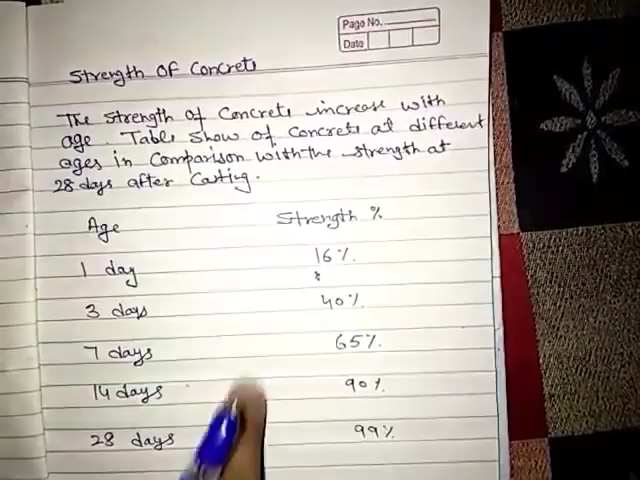 Page No.
Date
Strength Of Concrete
The Strength of Concrete increase with
age. Table Show of Concrete at different
ages in Comparison with the strength at
28 days after Casting.
Age Strength %
1 day 16%
3 days 40%
7 days 65%
14 days 90%
28 days 99%